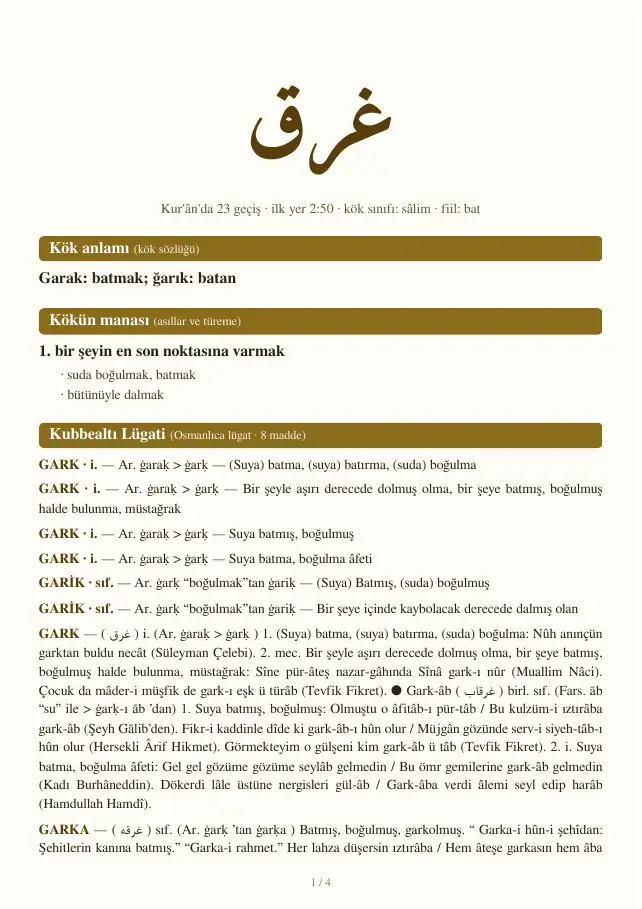 غرق
Kur'ân'da 23 geçiş · ilk yer 2:50 · kök sınıfı: sâlim · fiil: bat
Kök anlamı (kök sözlüğü)
Garak: batmak; ğarık: batan
Kökün manası (asıllar ve türeme)
1. bir şeyin en son noktasına varmak
· suda boğulmak, batmak
· bütünüyle dalmak
Kubbealtı Lügati (Osmanlıca lügat · 8 madde)
GARK · i. — Ar. ġaraḳ > ġarḳ — (Suya) batma, (suya) batırma, (suda) boğulma
GARK · i. — Ar. ġaraḳ > ġarḳ — Bir şeyle aşırı derecede dolmuş olma, bir şeye batmış, boğulmuş
halde bulunma, müstağrak
GARK · i. — Ar. ġaraḳ > ġarḳ — Suya batmış, boğulmuş
GARK · i. — Ar. ġaraḳ > ġarḳ — Suya batma, boğulma âfeti
GARİK · sıf. — Ar. ġarḳ “boğulmak”tan ġariḳ — (Suya) Batmış, (suda) boğulmuş
GARİK · sıf. — Ar. ġarḳ “boğulmak”tan ġariḳ — Bir şeye içinde kaybolacak derecede dalmış olan
GARK — ( غرق ) i. (Ar. ġaraḳ > ġarḳ ) 1. (Suya) batma, (suya) batırma, (suda) boğulma: Nûh anınçün
garktan buldu necât (Süleyman Çelebi). 2. mec. Bir şeyle aşırı derecede dolmuş olma, bir şeye batmış,
boğulmuş halde bulunma, müstağrak: Sîne pür-âteş nazar-gâhında Sînâ gark-ı nûr (Muallim Nâci).
Çocuk da mâder-i müşfik de gark-ı eşk ü türâb (Tevfik Fikret). ● Gark-âb ( غرقاب ) birl. sıf. (Fars. āb
“su” ile > ġarḳ-ı āb ’dan) 1. Suya batmış, boğulmuş: Olmuştu o âfitâb-ı pür-tâb / Bu kulzüm-i ıztırâba
gark-âb (Şeyh Gālib’den). Fikr-i kaddinle dîde ki gark-âb-ı hûn olur / Müjgân gözünde serv-i siyeh-tâb-ı
hûn olur (Hersekli Ârif Hikmet). Görmekteyim o gülşeni kim gark-âb ü tâb (Tevfik Fikret). 2. i. Suya
batma, boğulma âfeti: Gel gel gözüme gözüme seylâb gelmedin / Bu ömr gemilerine gark-âb gelmedin
(Kadı Burhâneddin). Dökerdi lâle üstüne nergisleri gül-âb / Gark-âba verdi âlemi seyl edip harâb
(Hamdullah Hamdî).
GARKA — ( غرقه ) sıf. (Ar. ġarḳ ’tan ġarḳa ) Batmış, boğulmuş, garkolmuş. “ Garka-i hûn-i şehîdan:
Şehitlerin kanına batmış.” “Garka-i rahmet.” Her lahza düşersin ıztırâba / Hem âteşe garkasın hem âba
1 / 4